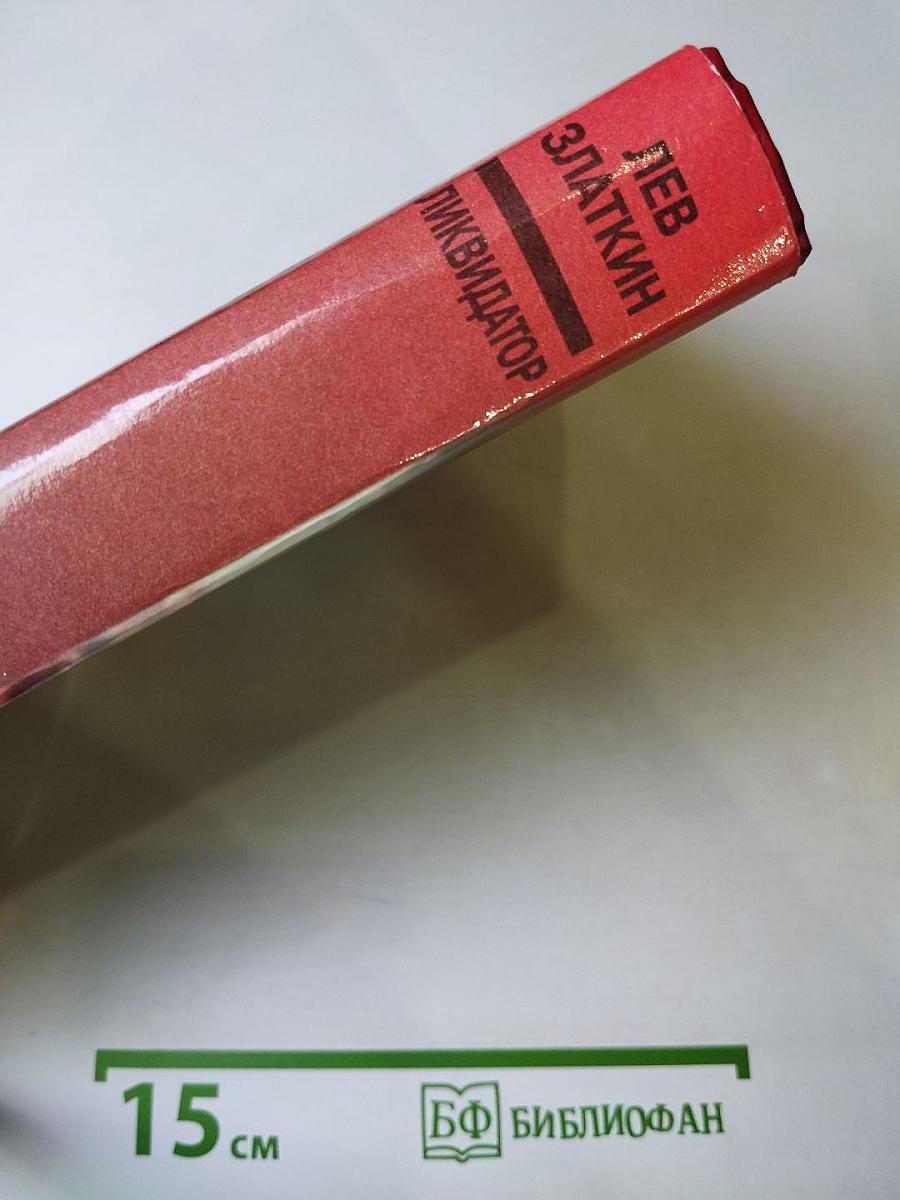 ЛЕВ
ЗЛАТКИН
ЛИКВИДАТОР
15 см
БФ БИБЛИОФАН